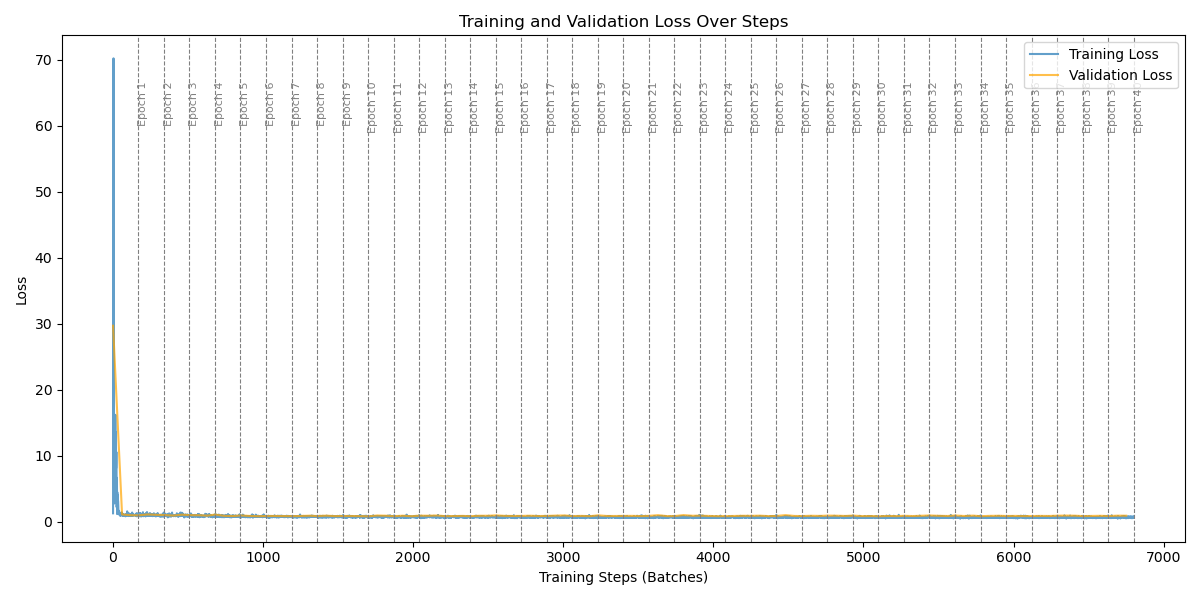 Training and Validation Loss Over Steps
Training Loss
Validation Loss
Epoch 1
Epoch 2
Epoch 3
Epoch 4
Epoch 5
Epoch 6
Epoch 7
Epoch 8
Epoch 9
Epoch 10
Epoch 11
Epoch 12
Epoch 13
Epoch 14
Epoch 15
Epoch 16
Epoch 17
Epoch 18
Epoch 19
Epoch 20
Epoch 21
Epoch 22
Epoch 23
Epoch 24
Epoch 25
Epoch 26
Epoch 27
Epoch 28
Epoch 29
Epoch 30
Epoch 31
Epoch 32
Epoch 33
Epoch 34
Epoch 35
Epoch
Epoch
Epoch
Epoch
Epoch
70
60
50
40
30
20
10
0
Loss
0
1000
2000
3000
4000
5000
6000
7000
Training Steps (Batches)